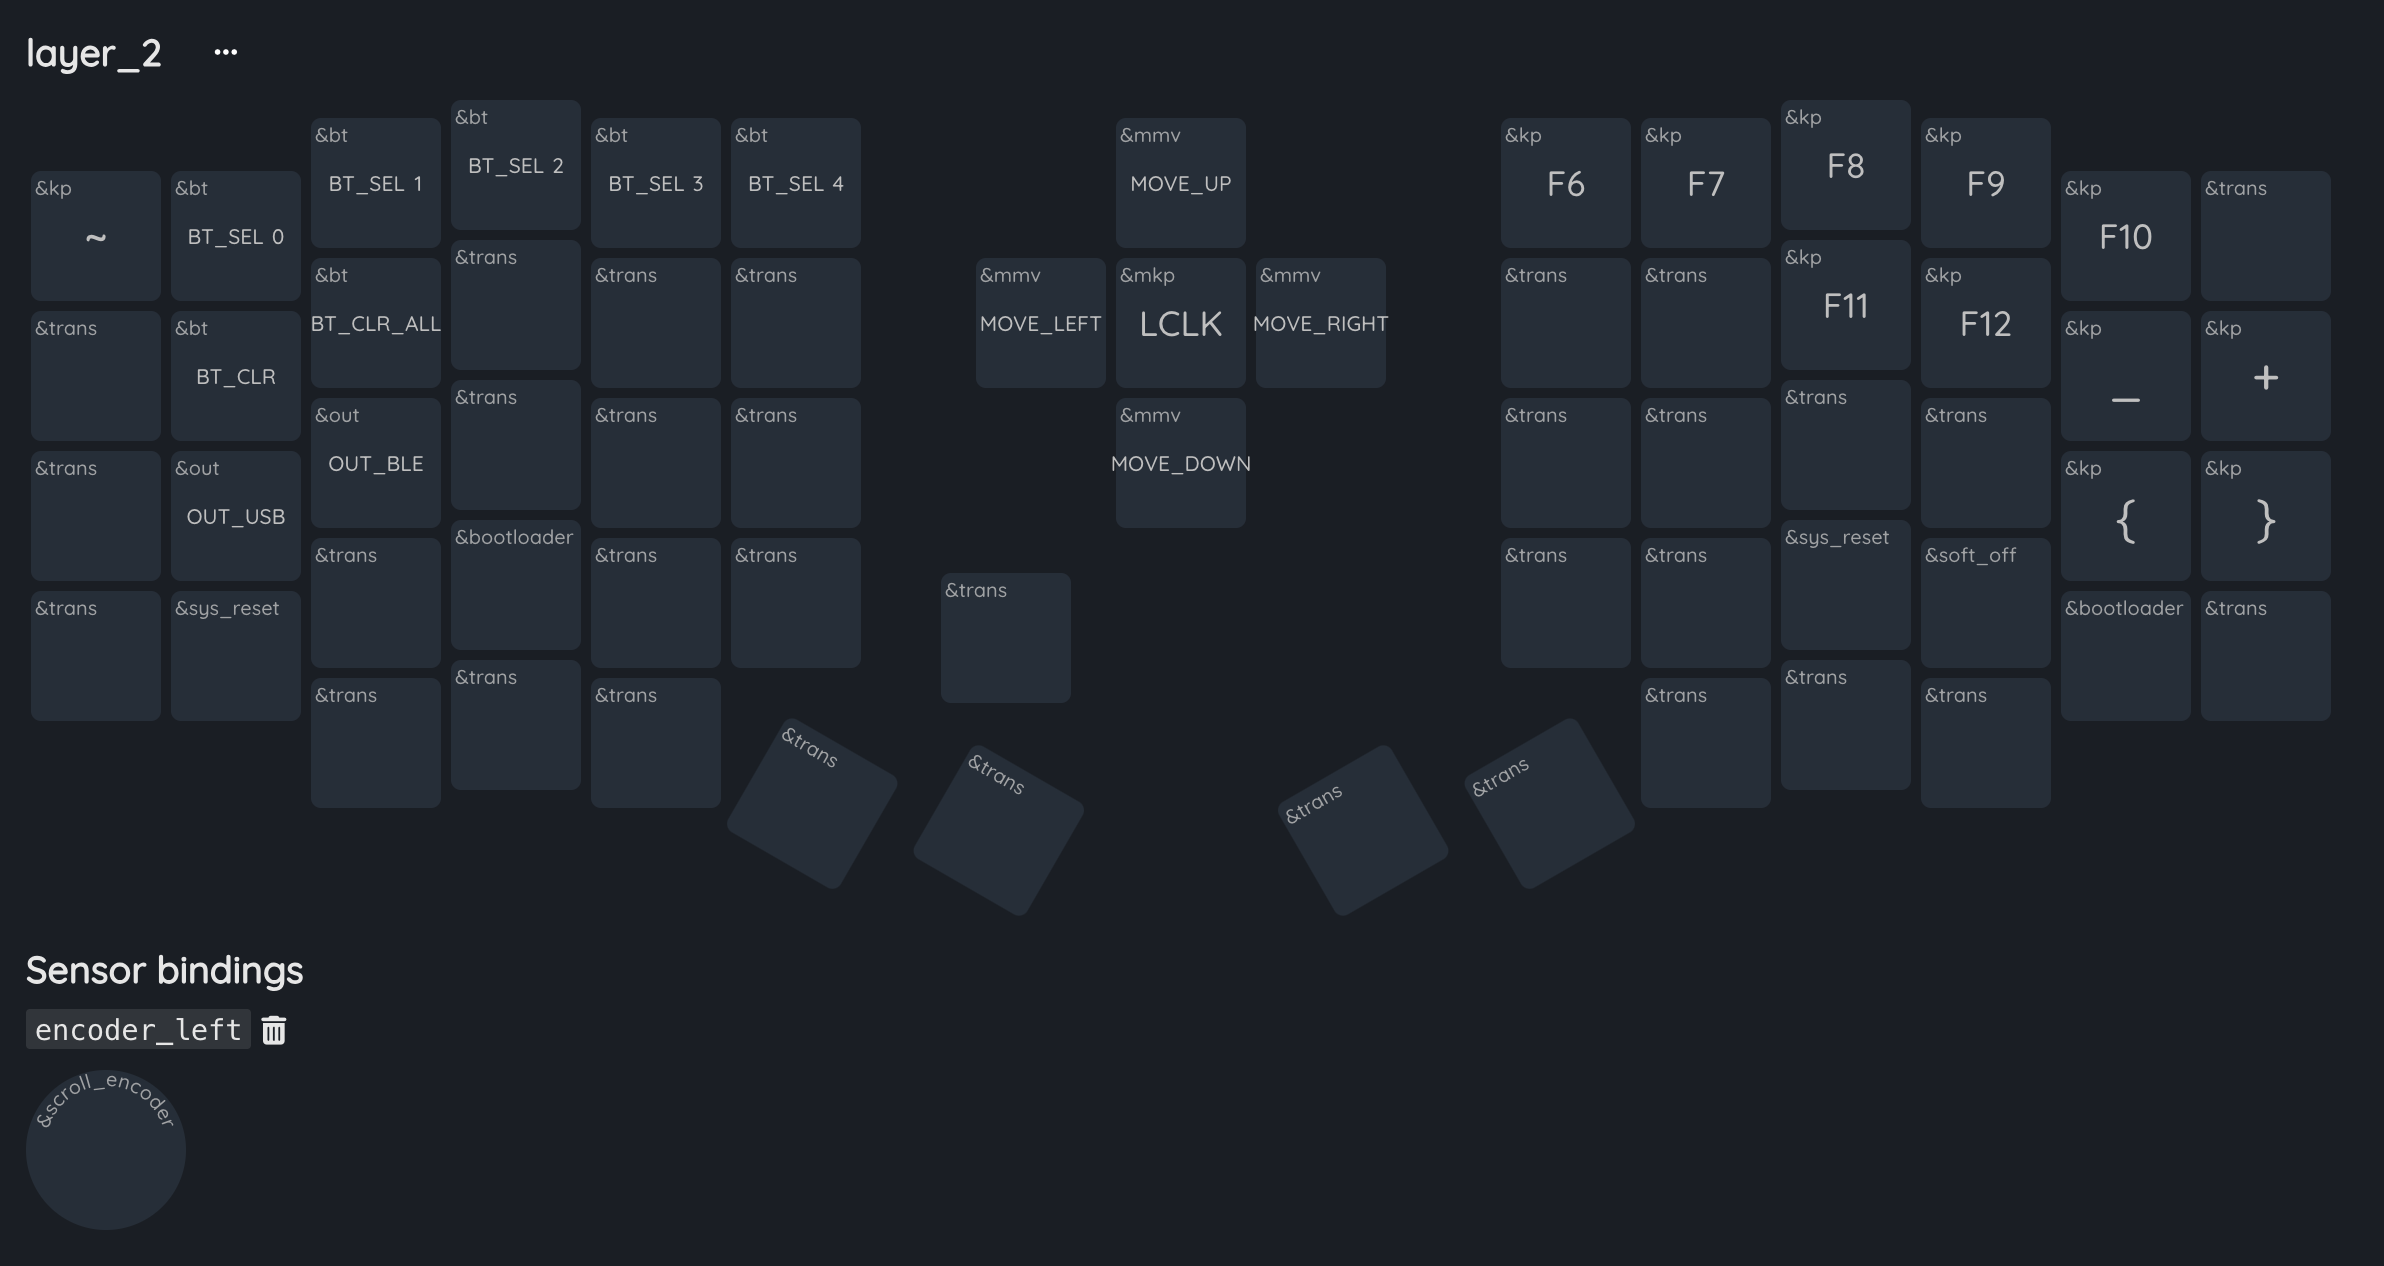 layer_2 ...
&kp
~
&bt
BT_SEL 0
&bt
BT_SEL 1
&bt
BT_SEL 2
&bt
BT_SEL 3
&bt
BT_SEL 4
&mmv
MOVE_UP
&kp
F6
&kp
F7
&kp
F8
&kp
F9
&kp
F10
&trans
&trans
&bt
BT_CLR
&bt
BT_CLR_ALL
&trans
&trans
&trans
&mmv
MOVE_LEFT
&mkp
LCLK
&mmv
MOVE_RIGHT
&trans
&trans
&kp
F11
&kp
F12
&kp
_
&kp
+
&trans
&out
OUT_USB
&out
OUT_BLE
&trans
&trans
&trans
&mmv
MOVE_DOWN
&trans
&trans
&trans
&trans
&kp
{
&kp
}
&trans
&sys_reset
&trans
&bootloader
&trans
&trans
&trans
&trans
&trans
&sys_reset
&soft_off
&bootloader
&trans
&trans
&trans
&trans
&trans
&trans
&trans
&trans
&trans
&trans
&trans
Sensor bindings
encoder_left
&scroll_encoder